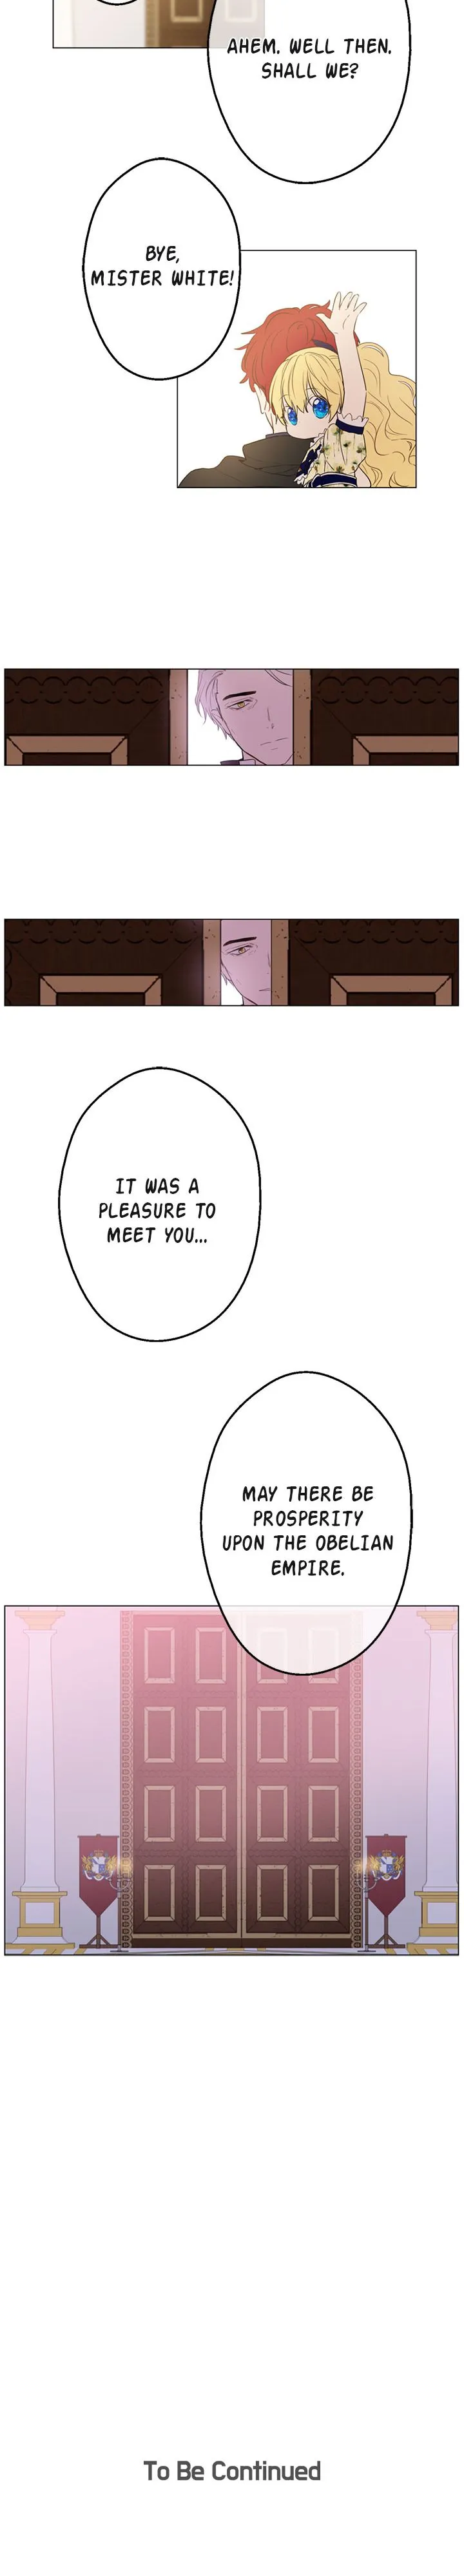 AHEM. WELL THEN.
SHALL WE?
BYE,
MISTER WHITE!
IT WAS A
PLEASURE TO
MEET YOU...
MAY THERE BE
PROSPERITY
UPON THE OBELIAN
EMPIRE.
To Be Continued